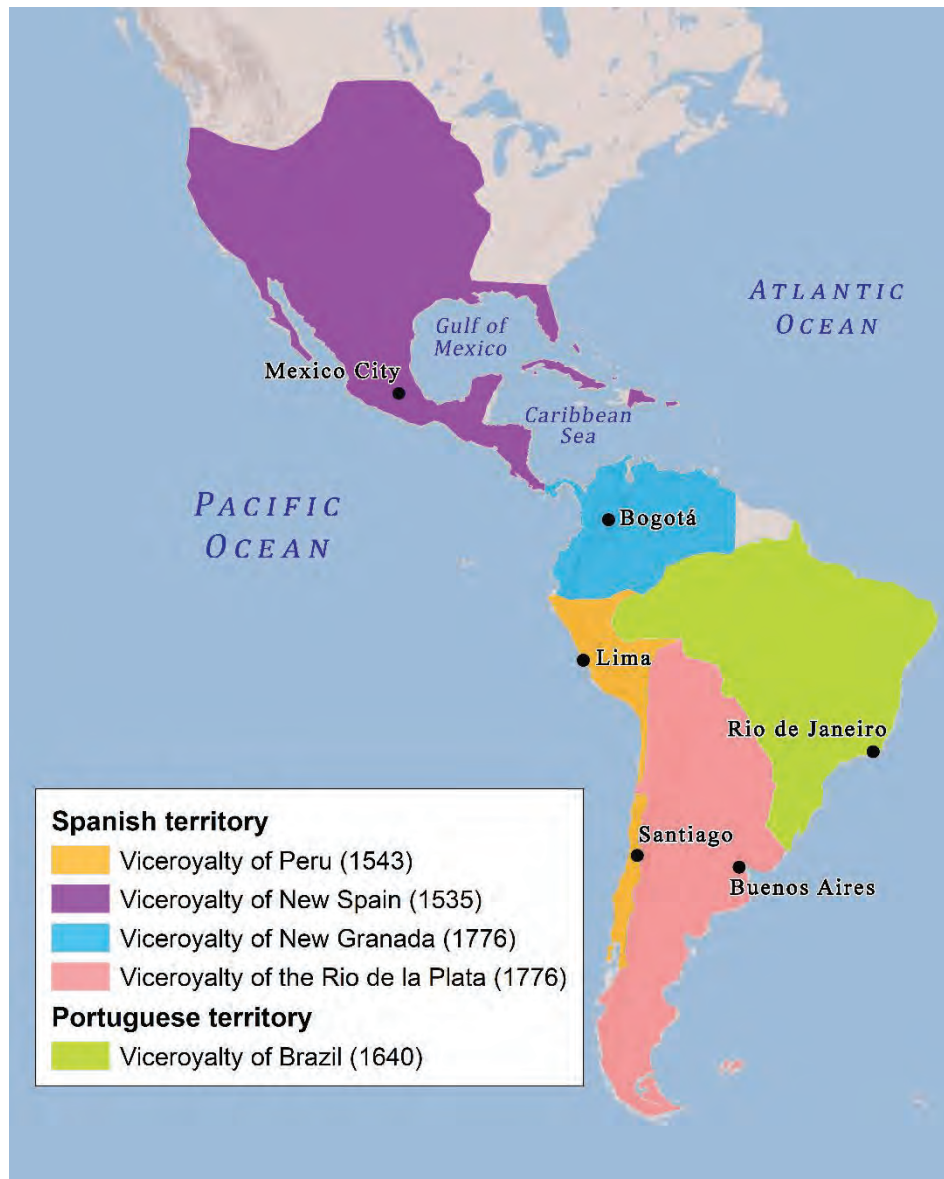 ATLANTIC
OCEAN
Gulf of
Mexico
Mexico City
Caribbean
Sea
PACIFIC
OCEAN
Bogotá
Lima
Rio de Janeiro
Santiago
Buenos Aires
Spanish territory
Viceroyalty of Peru (1543)
Viceroyalty of New Spain (1535)
Viceroyalty of New Granada (1776)
Viceroyalty of the Rio de la Plata (1776)
Portuguese territory
Viceroyalty of Brazil (1640)